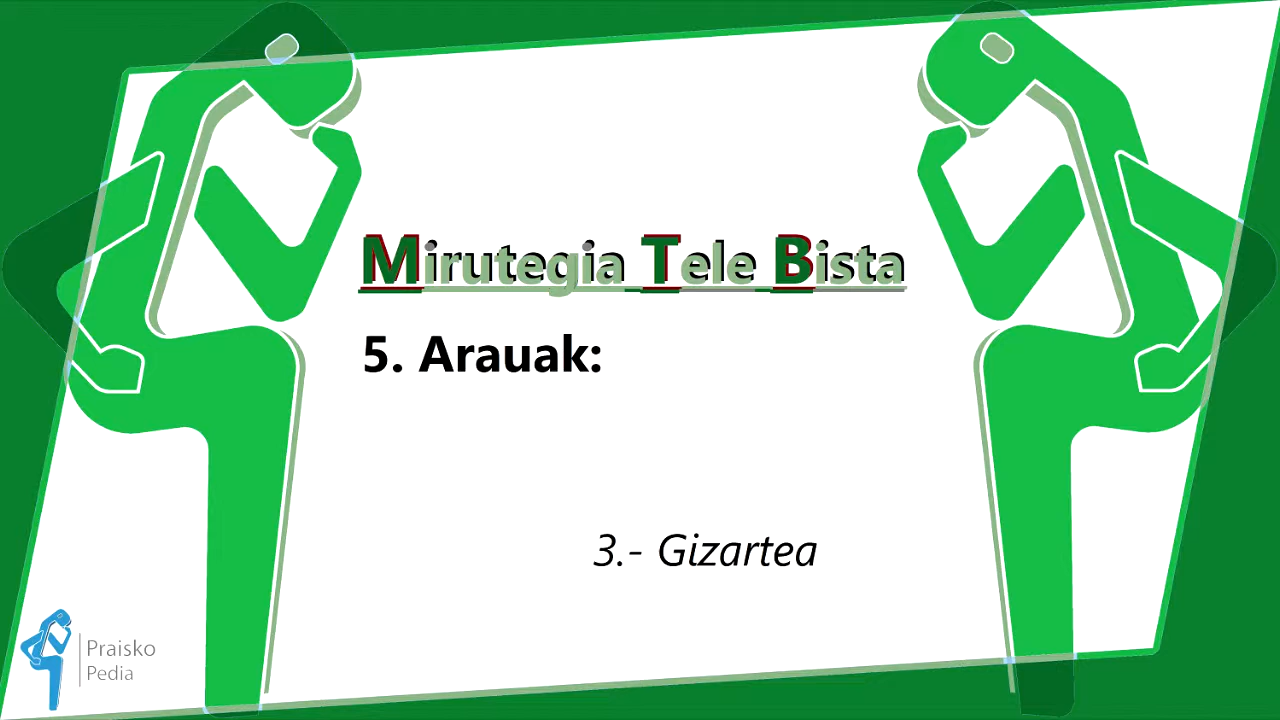 Mirutegia Tele Bista
5. Arauak:
3.- Gizartea
Praisko
Pedia